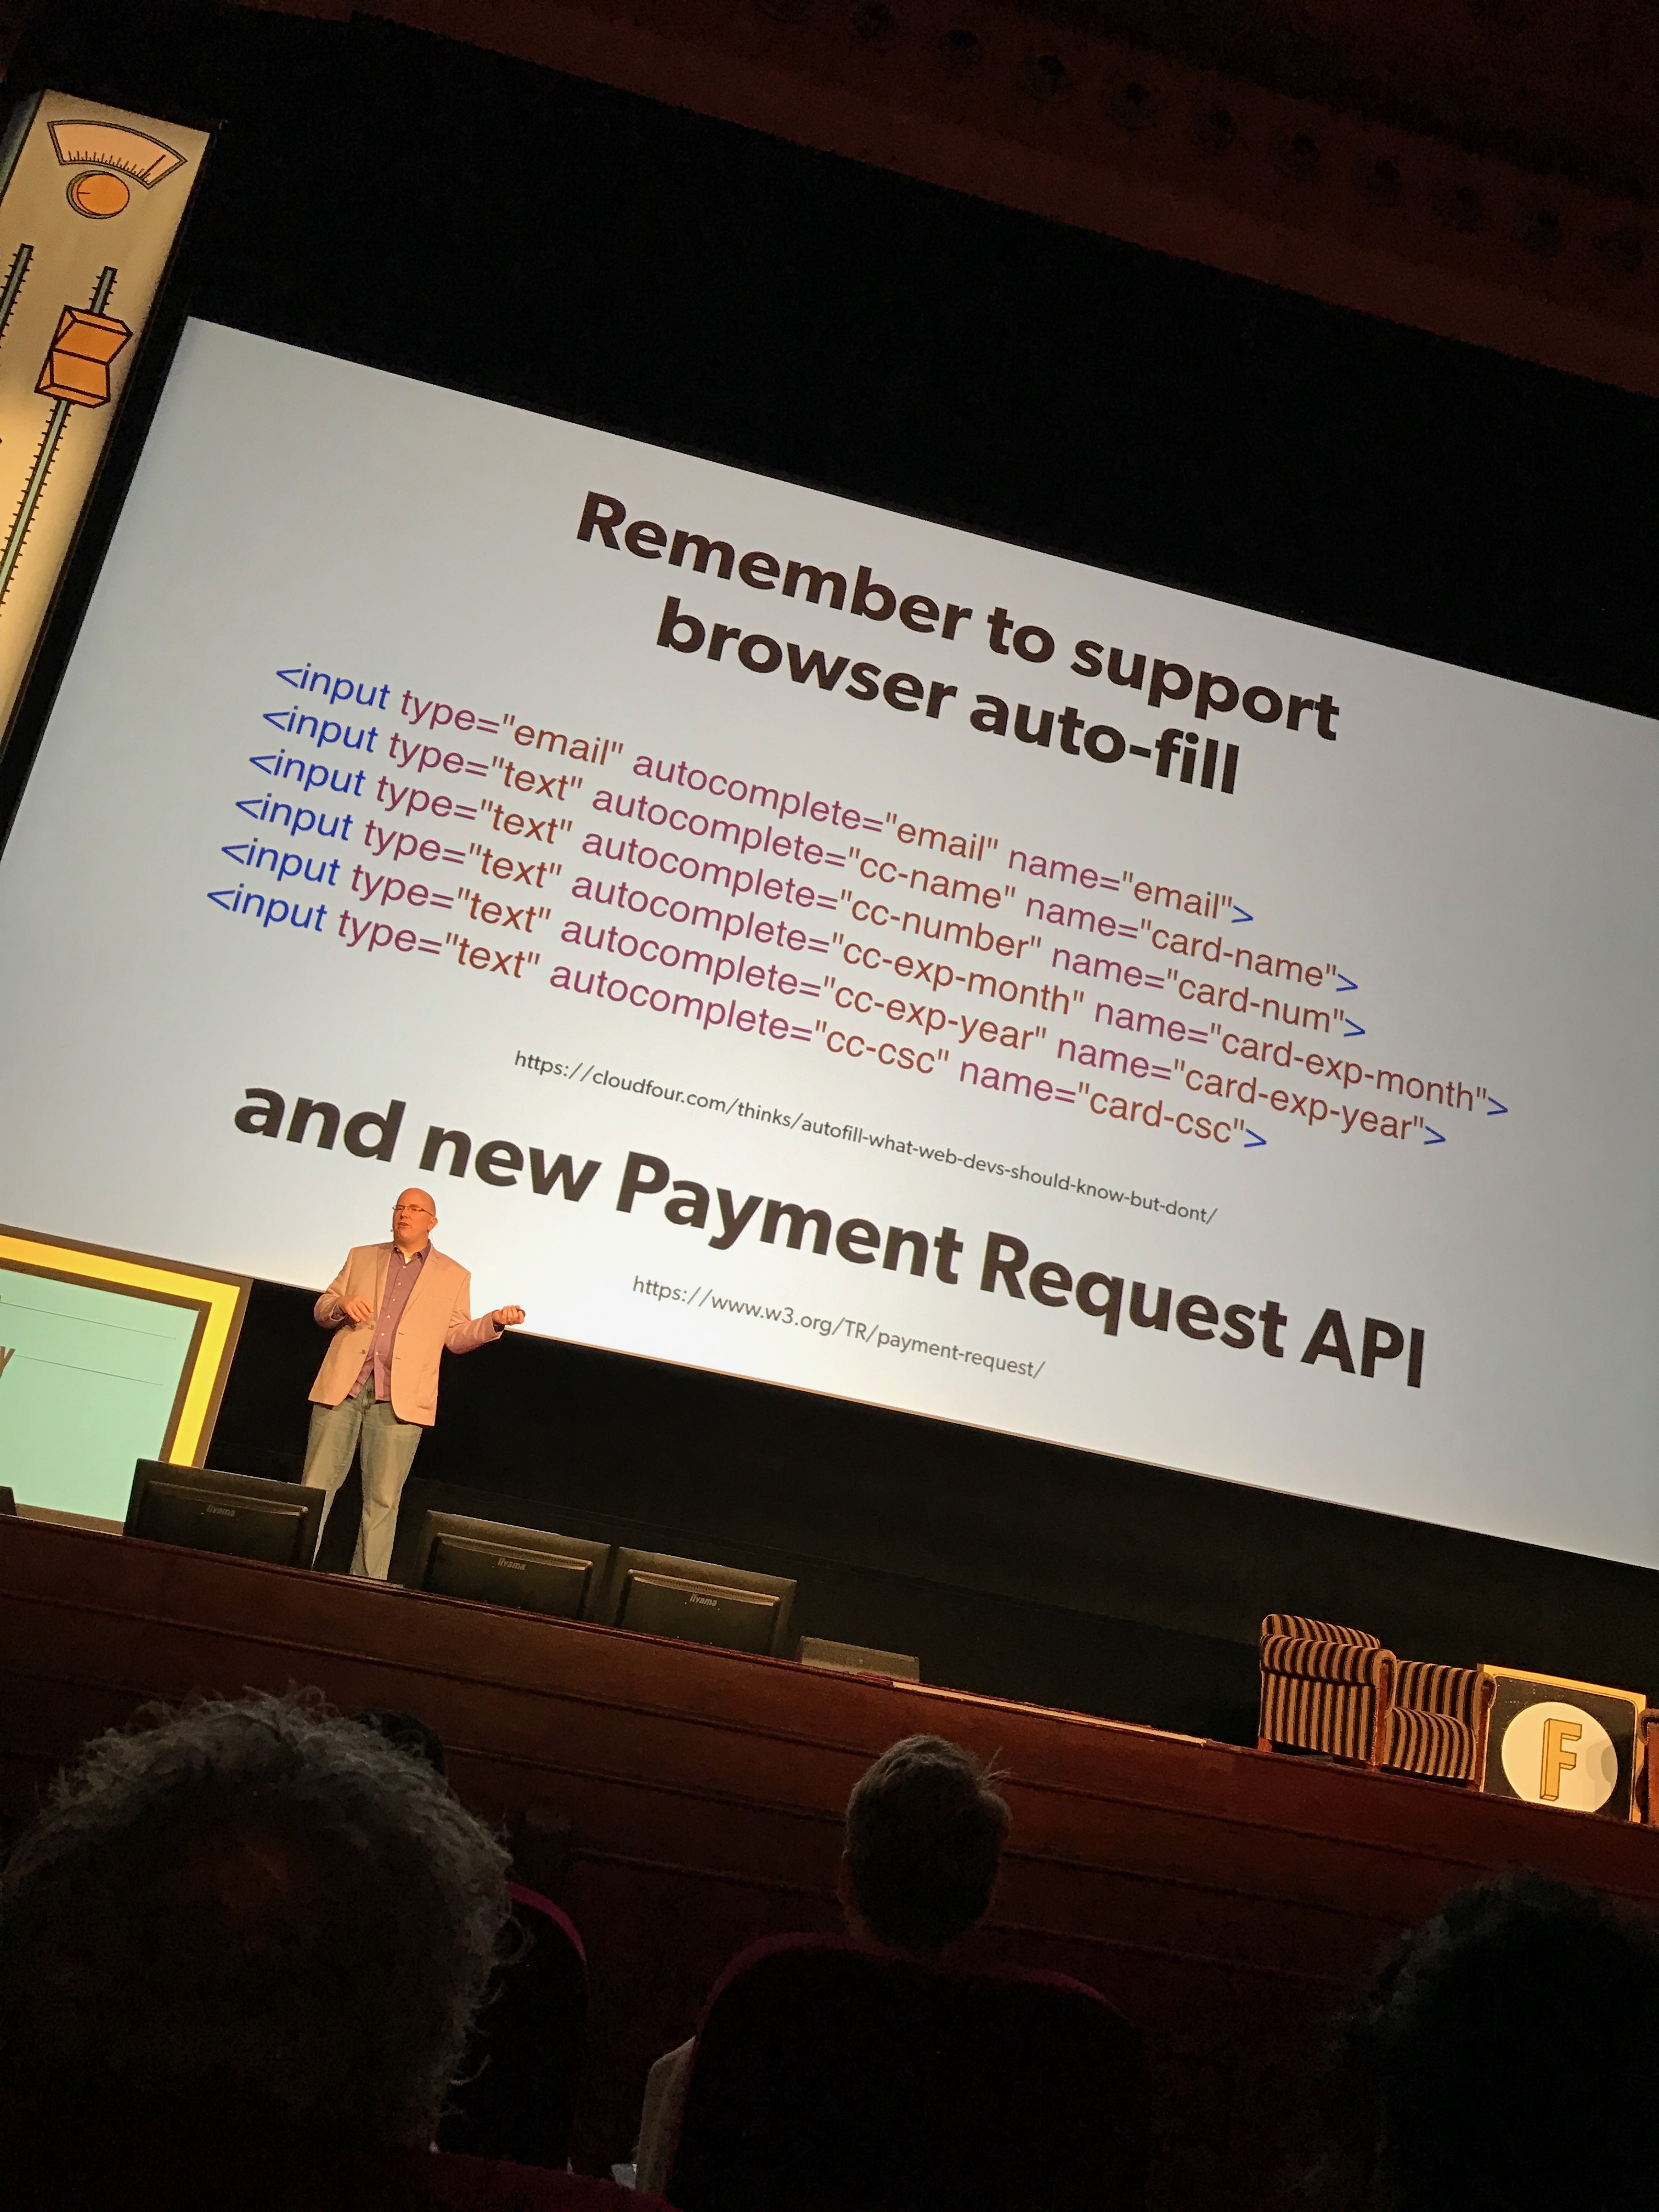 Remember to support
browser auto-fill
<input type="email" autocomplete="email" name="email">
<input type="text" autocomplete="cc-name" name="card-name">
<input type="text" autocomplete="cc-number" name="card-num">
<input type="text" autocomplete="cc-exp-month" name="card-exp-month">
<input type="text" autocomplete="cc-exp-year" name="card-exp-year">
<input type="text" autocomplete="cc-csc" name="card-csc">
https://cloudfour.com/thinks/autofill-what-web-devs-should-know-but-dont/
and new Payment Request API
https://www.w3.org/TR/payment-request/
Y
iiyama
iiyama
iiyama
F